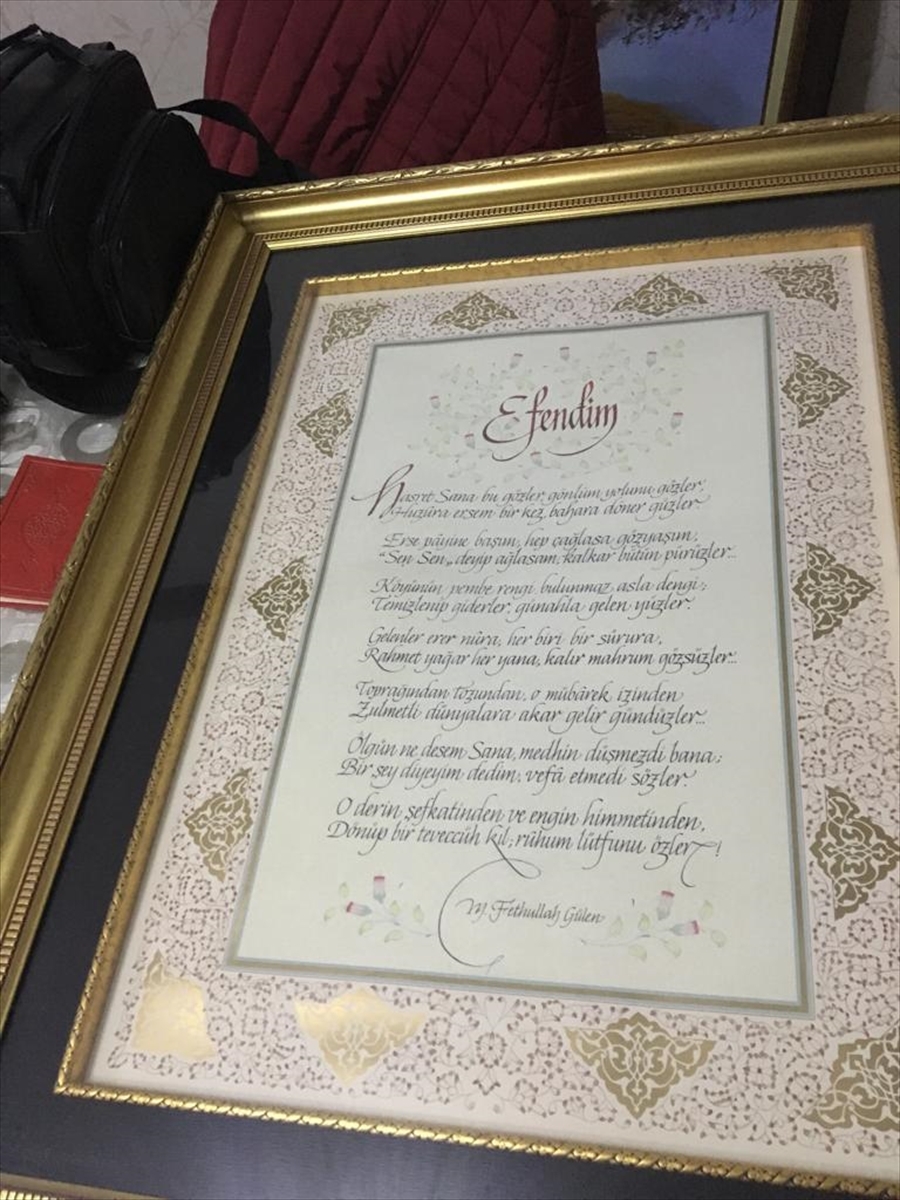 Efendim
Hasret Sana bu gözler, gönlüm yolunu gözler,
Huzûra ersem bir kez, bahara döner güzler
Erse pâyine başım, hep çağlasa gözyaşım,
"Sen Sen" deyip ağlasam, kalkar bütün pürüzler...
Köyünün pembe rengi bulunmaz asla dengi;
Temizlenip giderler, günahla gelen yüzler
Gelenler erer nûra, her biri bir sürura,
Rahmet yağar her yana, kalır mahrum gözsüzler...
Toprağından tozundan, o mübârek izinden
Zulmetli dünyalara akar gelir gündüzler...
Ölgün ne desem Sana, medhin düşmezdi bana;
Bir şey diyeyim dedim, vefâ etmedi sözler
O derin şefkatinden ve engin himmetinden,
Dönüp bir teveccüh kıl; rûhum lütfunu özler!
M. Fethullah Gülen